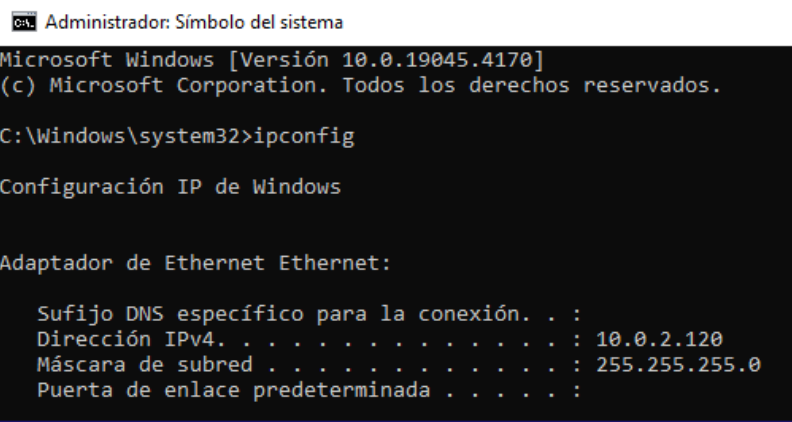 Administrador: Símbolo del sistema
Microsoft Windows [Versión 10.0.19045.4170]
(c) Microsoft Corporation. Todos los derechos reservados.
C:\Windows\system32>ipconfig
Configuración IP de Windows
Adaptador de Ethernet Ethernet:
Sufijo DNS específico para la conexión. . :
Dirección IPv4. . . . . . . . . . . . . . : 10.0.2.120
Máscara de subred . . . . . . . . . . . . : 255.255.255.0
Puerta de enlace predeterminada . . . . . :